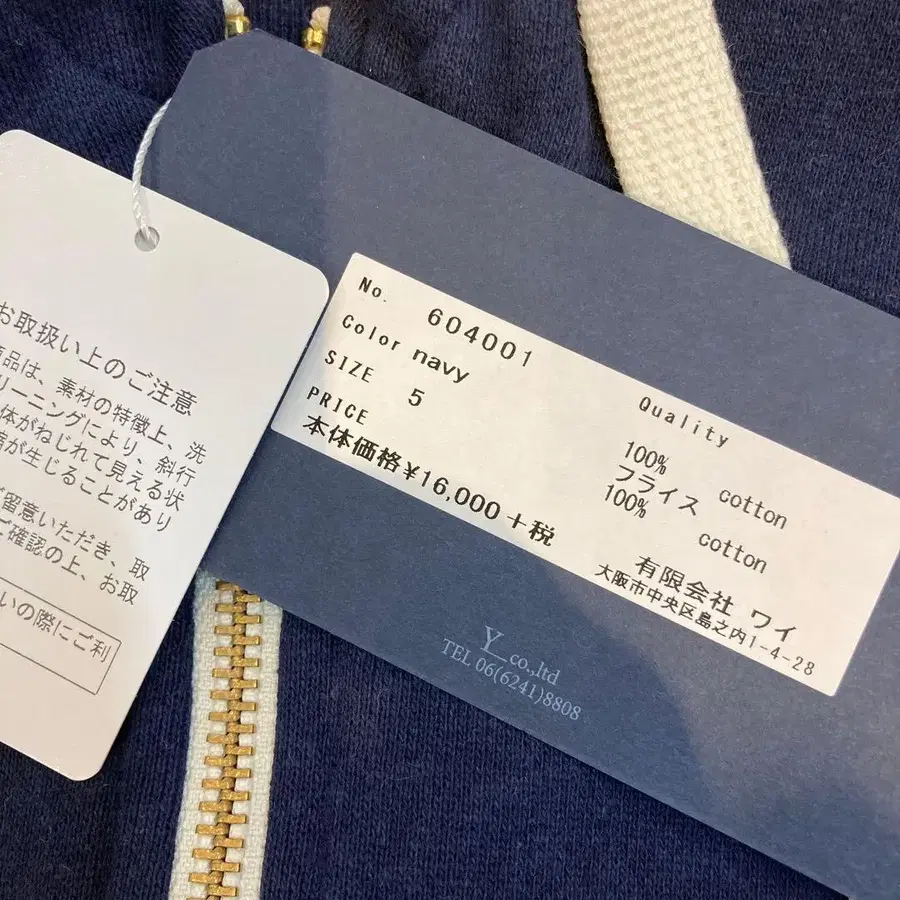 お取扱い上のご注意
商品は、素材の特徴上、洗
リーニングにより、斜行
体がねじれて見える状
が生じることがあり
ご留意いただき、取
ご確認の上、お取
いの際にご利
No. 604001
Color navy
SIZE 5
PRICE
本体価格¥16,000+税
Quality
100% cotton
フライス
100% cotton
有限会社 ワイ
大阪市中央区島之内1-4-28
Y co.,ltd
TEL 06(6241)8808